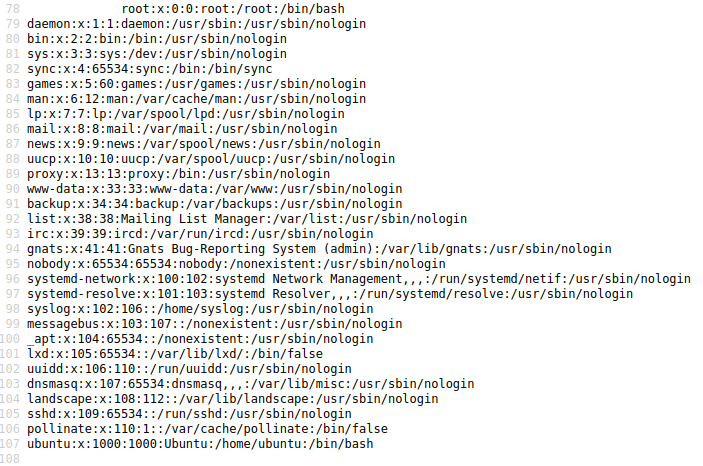 78 root:x:0:0:root:/root:/bin/bash
79 daemon:x:1:1:daemon:/usr/sbin:/usr/sbin/nologin
80 bin:x:2:2:bin:/bin:/usr/sbin/nologin
81 sys:x:3:3:sys:/dev:/usr/sbin/nologin
82 sync:x:4:65534:sync:/bin:/bin/sync
83 games:x:5:60:games:/usr/games:/usr/sbin/nologin
84 man:x:6:12:man:/var/cache/man:/usr/sbin/nologin
85 lp:x:7:7:lp:/var/spool/lpd:/usr/sbin/nologin
86 mail:x:8:8:mail:/var/mail:/usr/sbin/nologin
87 news:x:9:9:news:/var/spool/news:/usr/sbin/nologin
88 uucp:x:10:10:uucp:/var/spool/uucp:/usr/sbin/nologin
89 proxy:x:13:13:proxy:/bin:/usr/sbin/nologin
90 www-data:x:33:33:www-data:/var/www:/usr/sbin/nologin
91 backup:x:34:34:backup:/var/backups:/usr/sbin/nologin
92 list:x:38:38:Mailing List Manager:/var/list:/usr/sbin/nologin
93 irc:x:39:39:ircd:/var/run/ircd:/usr/sbin/nologin
94 gnats:x:41:41:Gnats Bug-Reporting System (admin):/var/lib/gnats:/usr/sbin/nologin
95 nobody:x:65534:65534:nobody:/nonexistent:/usr/sbin/nologin
96 systemd-network:x:100:102:systemd Network Management,,,:/run/systemd/netif:/usr/sbin/nologin
97 systemd-resolve:x:101:103:systemd Resolver,,,:/run/systemd/resolve:/usr/sbin/nologin
98 syslog:x:102:106::/home/syslog:/usr/sbin/nologin
99 messagebus:x:103:107::/nonexistent:/usr/sbin/nologin
100 _apt:x:104:65534::/nonexistent:/usr/sbin/nologin
101 lxd:x:105:65534::/var/lib/lxd/:/bin/false
102 uuidd:x:106:110::/run/uuidd:/usr/sbin/nologin
103 dnsmasq:x:107:65534:dnsmasq,,,:/var/lib/misc:/usr/sbin/nologin
104 landscape:x:108:112::/var/lib/landscape:/usr/sbin/nologin
105 sshd:x:109:65534::/run/sshd:/usr/sbin/nologin
106 pollinate:x:110:1::/var/cache/pollinate:/bin/false
107 ubuntu:x:1000:1000:Ubuntu:/home/ubuntu:/bin/bash
108